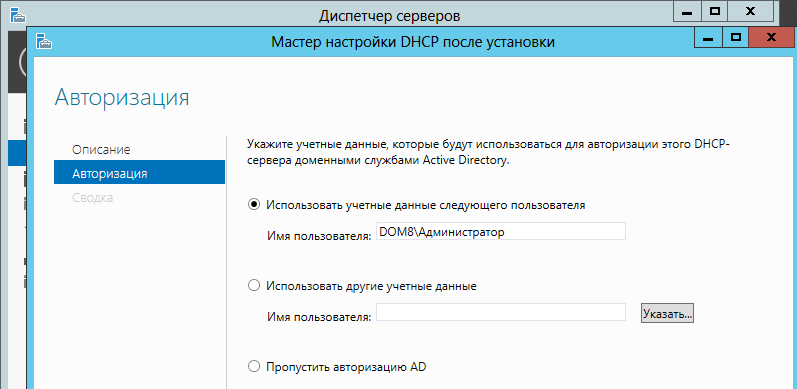 Диспетчер серверов
Мастер настройки DHCP после установки
Авторизация
Описание
Авторизация
Сводка
Укажите учетные данные, которые будут использоваться для авторизации этого DHCP-
сервера доменными службами Active Directory.
Использовать учетные данные следующего пользователя
Имя пользователя: DOM8\Администратор
Использовать другие учетные данные
Имя пользователя:
Указать...
Пропустить авторизацию AD